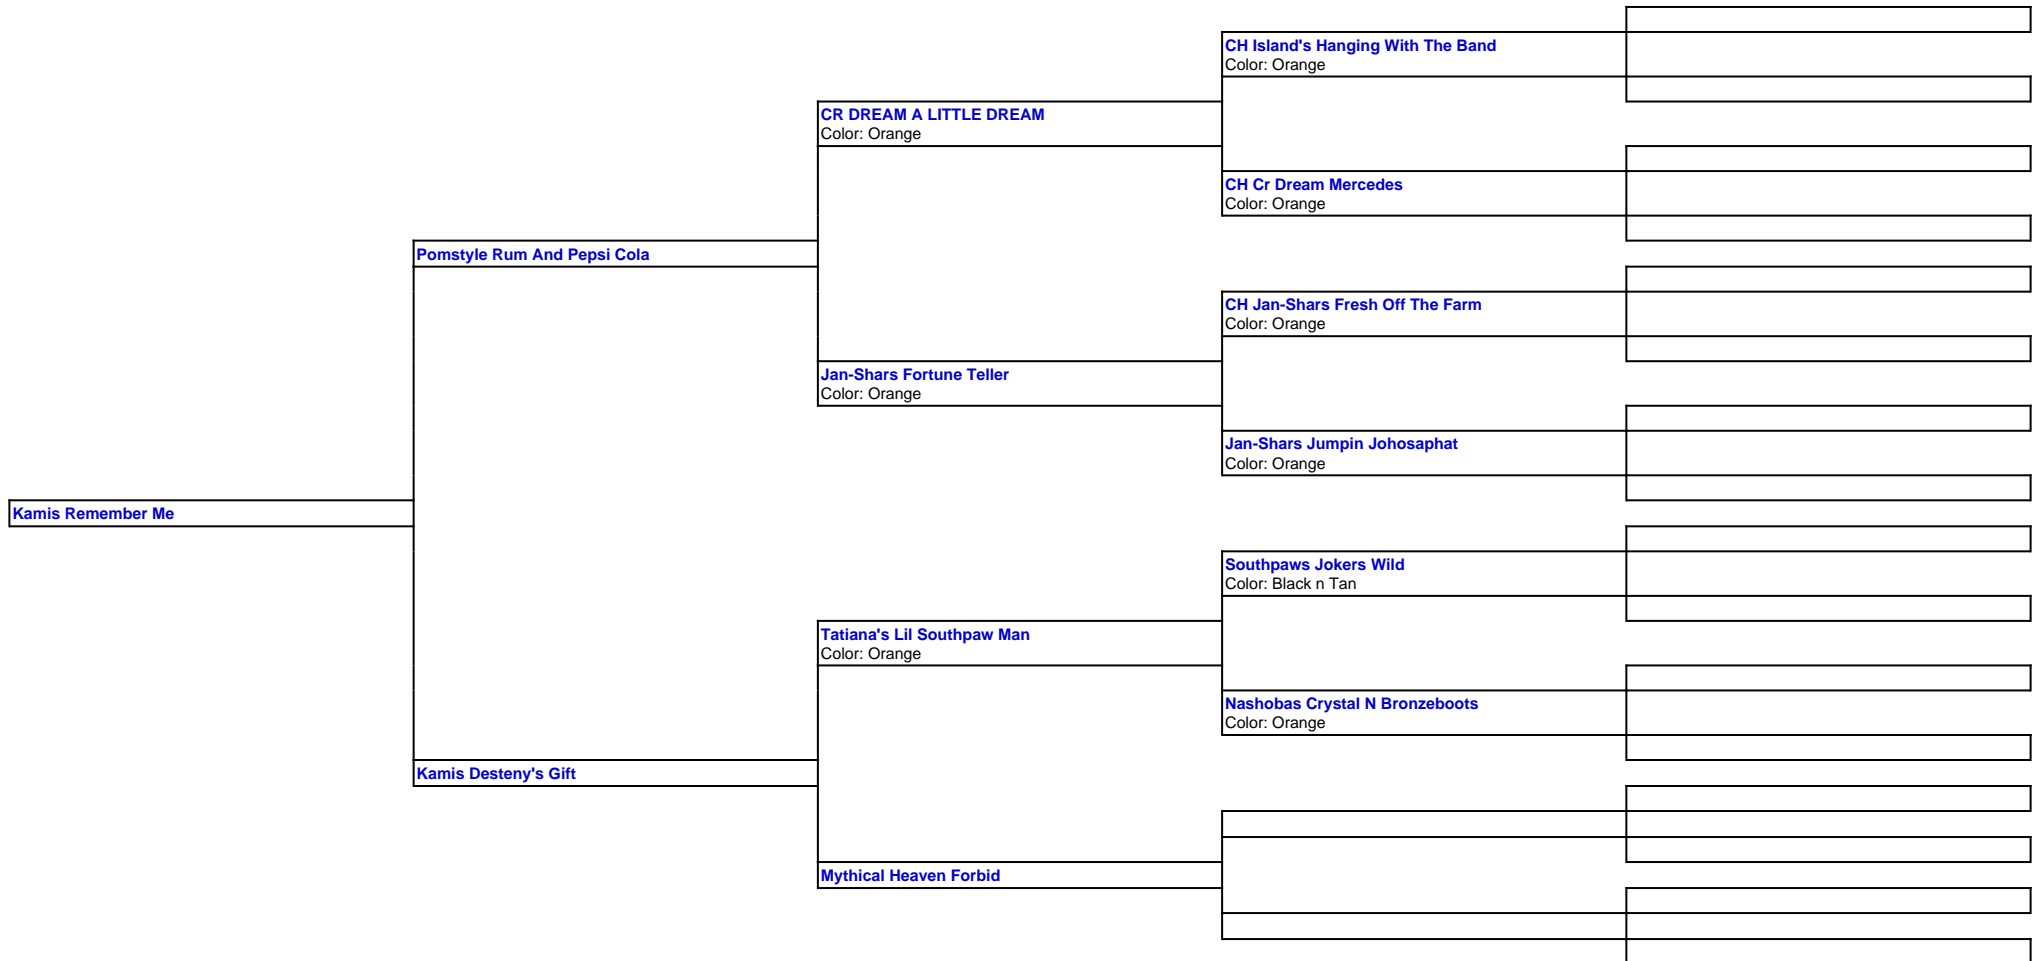 CH Island's Hanging With The Band
Color: Orange
CR DREAM A LITTLE DREAM
Color: Orange
CH Cr Dream Mercedes
Color: Orange
Pomstyle Rum And Pepsi Cola
CH Jan-Shars Fresh Off The Farm
Color: Orange
Jan-Shars Fortune Teller
Color: Orange
Jan-Shars Jumpin Johosaphat
Color: Orange
Kamis Remember Me
Southpaws Jokers Wild
Color: Black n Tan
Tatiana's Lil Southpaw Man
Color: Orange
Nashobas Crystal N Bronzeboots
Color: Orange
Kamis Desteny's Gift
Mythical Heaven Forbid